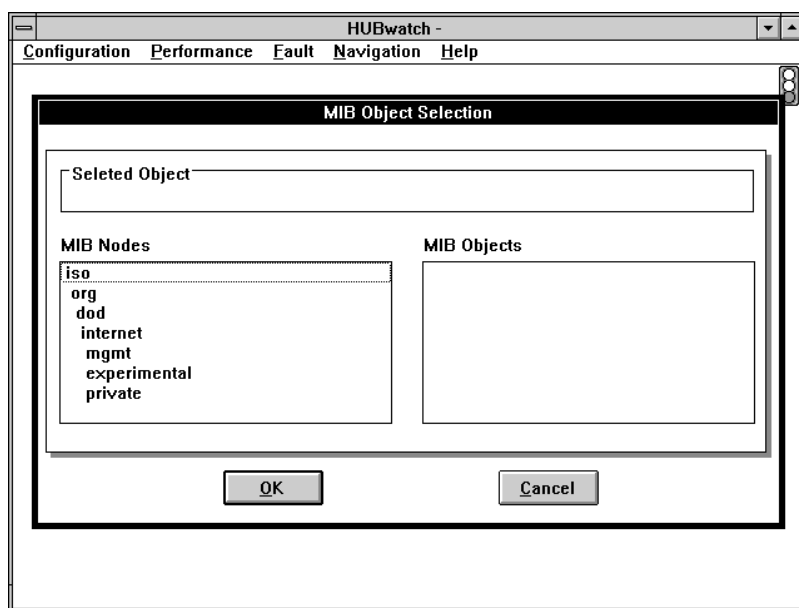 HUBwatch -
Configuration Performance Fault Navigation Help
MIB Object Selection
Seleted Object
MIB Nodes
iso
org
dod
internet
mgmt
experimental
private
MIB Objects
OK
Cancel